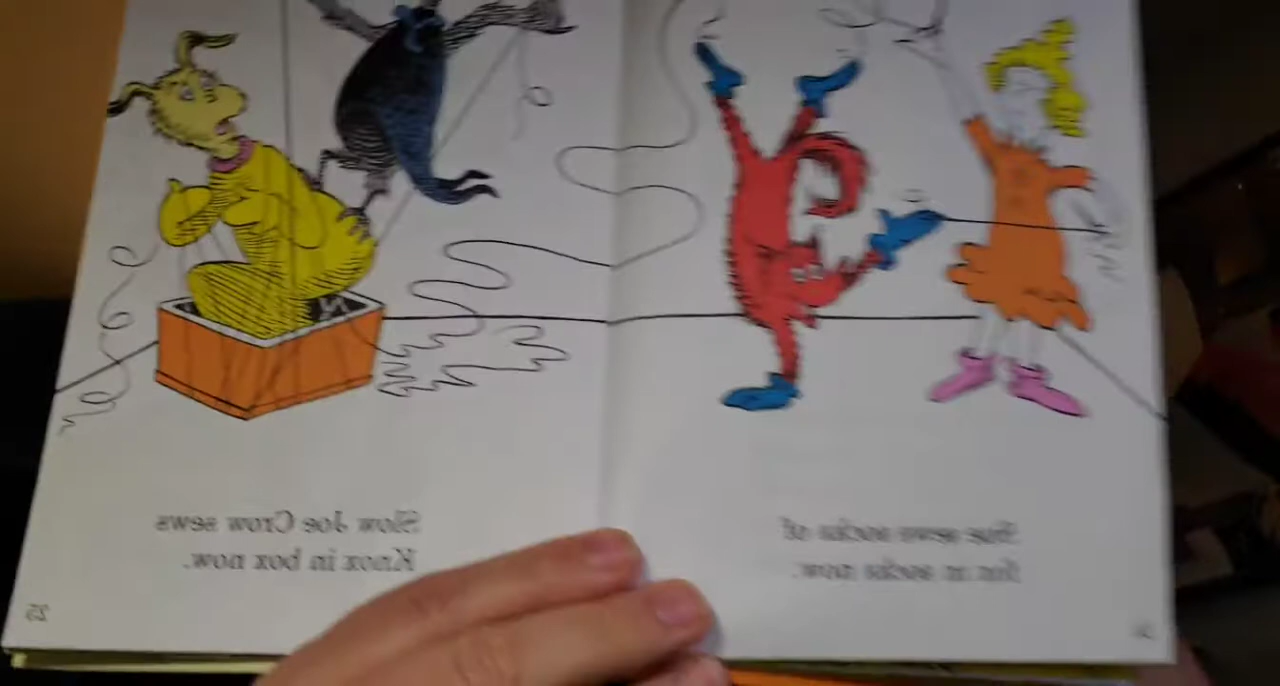 Sue sews socks of
fox in socks now.
Slow Joe Crow sews
Knox in box now.
25